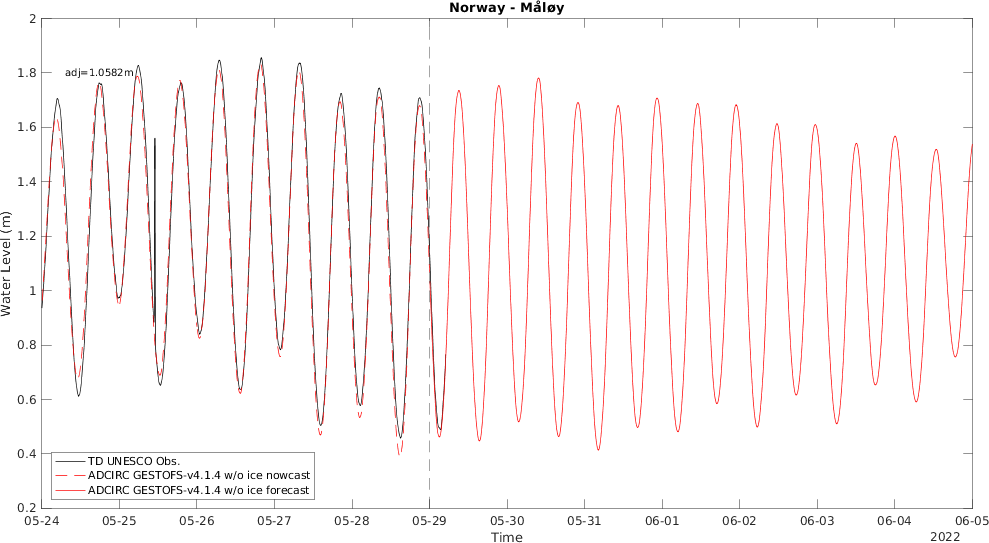 Norway - Måløy
2
1.8
1.6
1.4
1.2
1
0.8
0.6
0.4
0.2
Water Level (m)
adj=1.0582m
TD UNESCO Obs.
ADCIRC GESTOFS-v4.1.4 w/o ice nowcast
ADCIRC GESTOFS-v4.1.4 w/o ice forecast
05-24 05-25 05-26 05-27 05-28 05-29 05-30 05-31 06-01 06-02 06-03 06-04 06-05
Time
2022